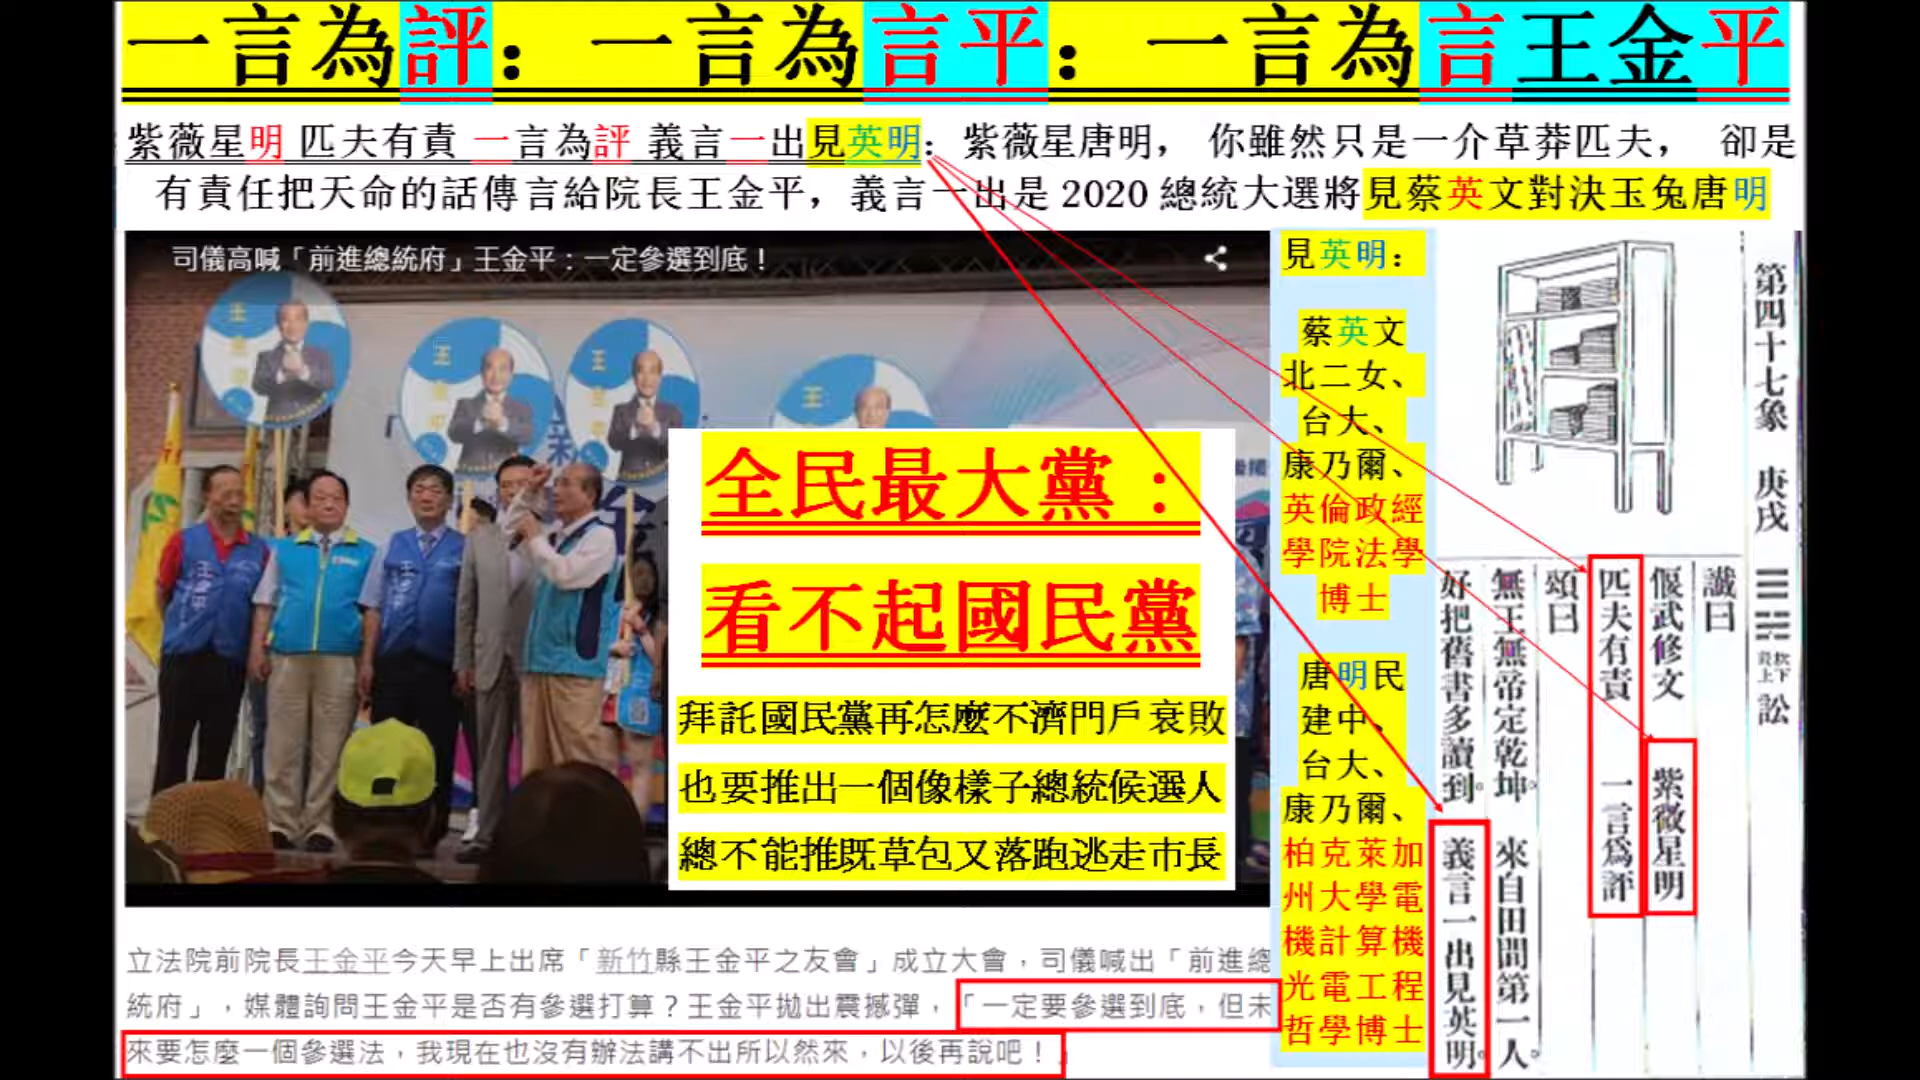 一言為評：一言為言平：一言為言王金平
紫薇星明 匹夫有責 一言為評 義言一出見英明：紫薇星唐明， 你雖然只是一介草莽匹夫， 卻是
有責任把天命的話傳言給院長王金平，義言一出是 2020 總統大選將見蔡英文對決玉兔唐明
司儀高喊「前進總統府」王金平：一定參選到底！
全民最大黨：
看不起國民黨
拜託國民黨再怎麼不濟門戶衰敗
也要推出一個像樣子總統候選人
總不能推既草包又落跑逃走市長
見英明：
蔡英文
北二女、
台大、
康乃爾、
英倫政經
學院法學
博士
唐明民
建中、
台大、
康乃爾、
柏克萊加
州大學電
機計算機
光電工程
哲學博士
第四十七象 庚戌
坎下
乾上
訟
讖曰
偃武修文 紫微星明
匹夫有責 一言為評
頌曰
無王無帝定乾坤。 來自田間第一人。
好把舊書多讀到。 義言一出見英明。
立法院前院長王金平今天早上出席「新竹縣王金平之友會」成立大會，司儀喊出「前進總
統府」，媒體詢問王金平是否有參選打算？王金平拋出震撼彈，「一定要參選到底，但未
來要怎麼一個參選法，我現在也沒有辦法講不出所以然來，以後再說吧！」